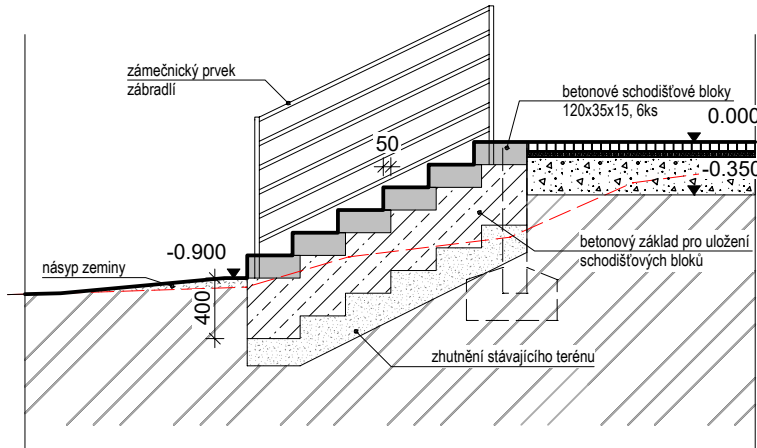 zámečnický prvek
zábradlí
betonové schodišťové bloky
120x35x15, 6ks
0.000
50
-0.350
-0.900
násyp zeminy
betonový základ pro uložení
schodišťových bloků
400
zhutnění stávajícího terénu